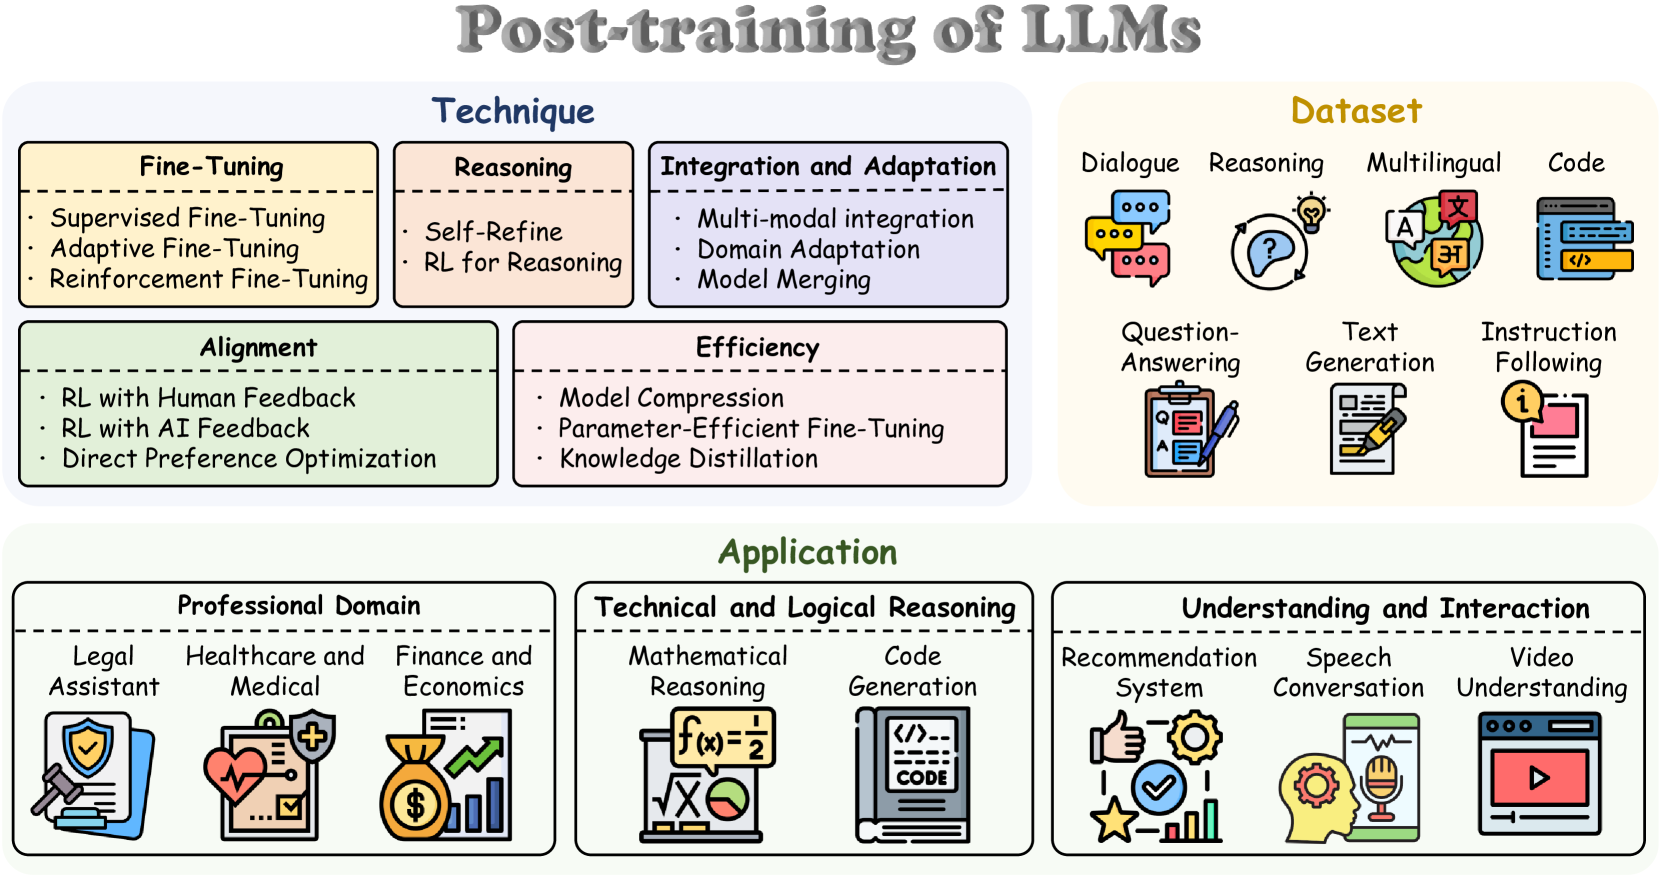 Post-training of LLMs
Technique
Fine-Tuning
· Supervised Fine-Tuning
· Adaptive Fine-Tuning
· Reinforcement Fine-Tuning
Reasoning
· Self-Refine
· RL for Reasoning
Integration and Adaptation
· Multi-modal integration
· Domain Adaptation
· Model Merging
Alignment
· RL with Human Feedback
· RL with AI Feedback
· Direct Preference Optimization
Efficiency
· Model Compression
· Parameter-Efficient Fine-Tuning
· Knowledge Distillation
Dataset
Dialogue
Reasoning
?
Multilingual
A
文
अ
Code
</>
Question-
Answering
Q
A
Text
Generation
Instruction
Following
i
Application
Professional Domain
Legal
Assistant
Healthcare and
Medical
Finance and
Economics
$
Technical and Logical Reasoning
Mathematical
Reasoning
f(x)=1/2
√x
Code
Generation
</>
CODE
Understanding and Interaction
Recommendation
System
Speech
Conversation
Video
Understanding